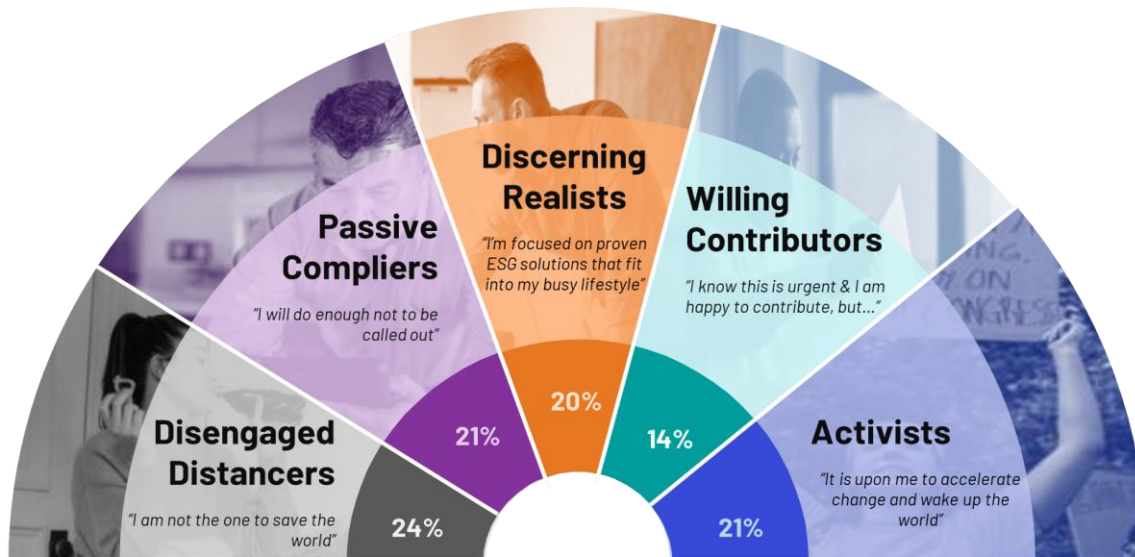 Disengaged
Distancers
"I am not the one to save the
world"
24%
Passive
Compliers
"I will do enough not to be
called out"
21%
Discerning
Realists
"I'm focused on proven
ESG solutions that fit
into my busy lifestyle"
20%
Willing
Contributors
"I know this is urgent & I am
happy to contribute, but..."
14%
Activists
"It is upon me to accelerate
change and wake up the
world"
21%